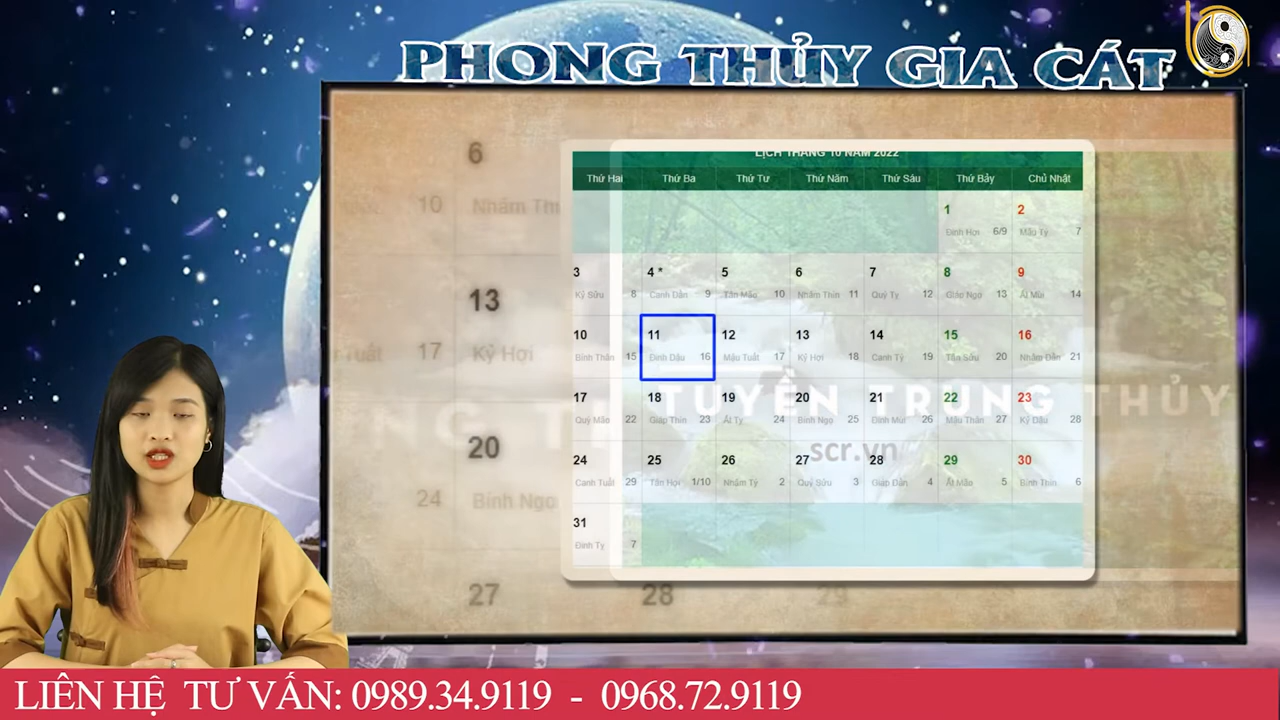 PHONG THỦY GIA CÁT
LỊCH THÁNG 10 NĂM 2022
Thứ Hai Thứ Ba Thứ Tư Thứ Năm Thứ Sáu Thứ Bảy Chủ Nhật
1 2
Đinh Hợi 6/9 Mậu Tý 7
3 4 * 5 6 7 8 9
Kỷ Sửu 8 Canh Dần 9 Tân Mão 10 Nhâm Thìn 11 Quý Tỵ 12 Giáp Ngọ 13 Ất Mùi 14
10 11 12 13 14 15 16
Bính Thân 15 Đinh Dậu 16 Mậu Tuất 17 Kỷ Hợi 18 Canh Tý 19 Tân Sửu 20 Nhâm Dần 21
17 18 19 20 21 22 23
Quý Mão 22 Giáp Thìn 23 Ất Tỵ 24 Bính Ngọ 25 Đinh Mùi 26 Mậu Thân 27 Kỷ Dậu 28
24 25 26 27 28 29 30
Canh Tuất 29 Tân Hợi 1/10 Nhâm Tý 2 Quý Sửu 3 Giáp Dần 4 Ất Mão 5 Bính Thìn 6
31
Đinh Tỵ 7
TUYỀN TRUNG THỦY
scr.vn
6
10 Nhâm Th
13
17 Kỷ Hợi
20
24 Bính Ngọ
27 28 29
LIÊN HỆ TƯ VẤN: 0989.34.9119 - 0968.72.9119